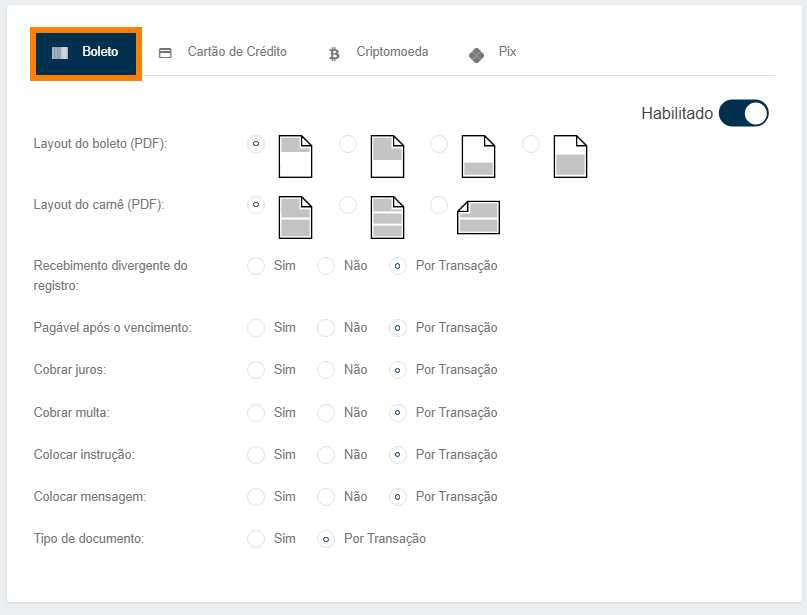 Boleto Cartão de Crédito Criptomoeda Pix
Habilitado
Layout do boleto (PDF):
Layout do carnê (PDF):
Recebimento divergente do
registro:
Sim Não Por Transação
Pagável após o vencimento: Sim Não Por Transação
Cobrar juros: Sim Não Por Transação
Cobrar multa: Sim Não Por Transação
Colocar instrução: Sim Não Por Transação
Colocar mensagem: Sim Não Por Transação
Tipo de documento: Sim Por Transação